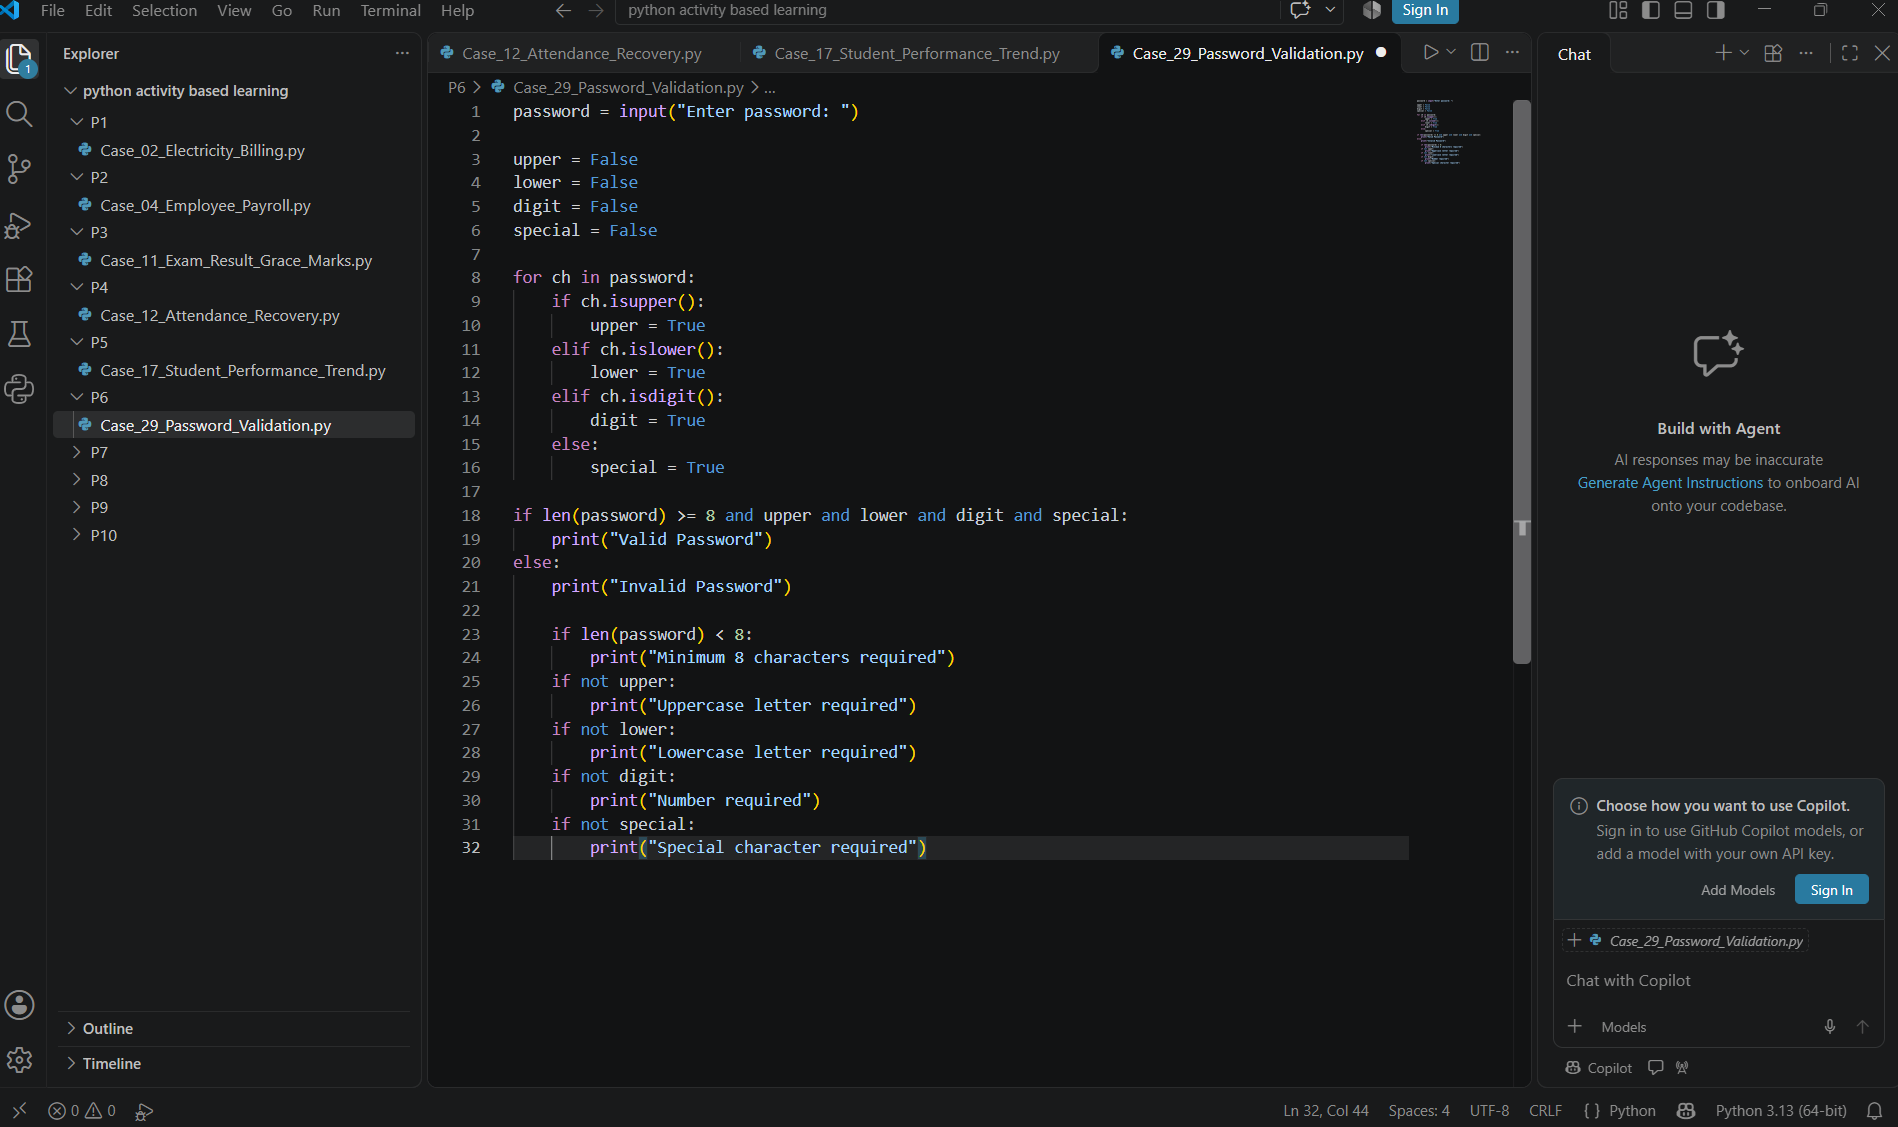 File Edit Selection View Go Run Terminal Help
python activity based learning
Sign In
Explorer
1
python activity based learning
P1
Case_02_Electricity_Billing.py
P2
Case_04_Employee_Payroll.py
P3
Case_11_Exam_Result_Grace_Marks.py
P4
Case_12_Attendance_Recovery.py
P5
Case_17_Student_Performance_Trend.py
P6
Case_29_Password_Validation.py
P7
P8
P9
P10
Outline
Timeline
Case_12_Attendance_Recovery.py
Case_17_Student_Performance_Trend.py
Case_29_Password_Validation.py
P6 > Case_29_Password_Validation.py > ...
1 password = input("Enter password: ")
2
3 upper = False
4 lower = False
5 digit = False
6 special = False
7
8 for ch in password:
9     if ch.isupper():
10         upper = True
11     elif ch.islower():
12         lower = True
13     elif ch.isdigit():
14         digit = True
15     else:
16         special = True
17
18 if len(password) >= 8 and upper and lower and digit and special:
19     print("Valid Password")
20 else:
21     print("Invalid Password")
22
23     if len(password) < 8:
24         print("Minimum 8 characters required")
25     if not upper:
26         print("Uppercase letter required")
27     if not lower:
28         print("Lowercase letter required")
29     if not digit:
30         print("Number required")
31     if not special:
32         print("Special character required")
Chat
Build with Agent
AI responses may be inaccurate
Generate Agent Instructions to onboard AI
onto your codebase.
Choose how you want to use Copilot.
Sign in to use GitHub Copilot models, or
add a model with your own API key.
Add Models
Sign In
Case_29_Password_Validation.py
Chat with Copilot
Models
Copilot
0 0
Ln 32, Col 44
Spaces: 4
UTF-8
CRLF
{ } Python
Python 3.13 (64-bit)